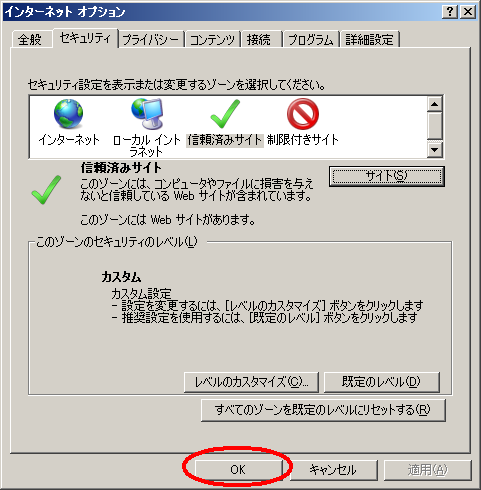 インターネット オプション
全般 セキュリティ プライバシー コンテンツ 接続 プログラム 詳細設定
セキュリティ設定を表示または変更するゾーンを選択してください。
インターネット ローカル イント 信頼済みサイト 制限付きサイト
ラネット
信頼済みサイト
サイト(S)
このゾーンには、コンピュータやファイルに損害を与え
ないと信頼している Web サイトが含まれています。
このゾーンには Web サイトがあります。
このゾーンのセキュリティのレベル(L)
カスタム
カスタム設定
- 設定を変更するには、[レベルのカスタマイズ] ボタンをクリックします
- 推奨設定を使用するには、[既定のレベル] ボタンをクリックします
レベルのカスタマイズ(C)... 既定のレベル(D)
すべてのゾーンを既定のレベルにリセットする(R)
OK キャンセル 適用(A)